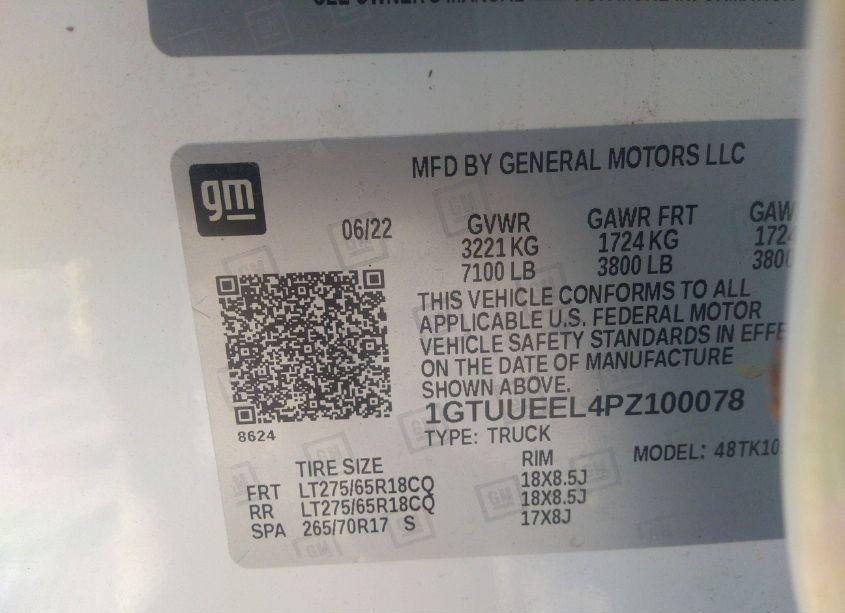 gm
MFD BY GENERAL MOTORS LLC
06/22
GVWR GAWR FRT GAW
3221 KG 1724 KG 172
7100 LB 3800 LB 3800
THIS VEHICLE CONFORMS TO ALL
APPLICABLE U.S. FEDERAL MOTOR
VEHICLE SAFETY STANDARDS IN EFFE
ON THE DATE OF MANUFACTURE
SHOWN ABOVE.
1GTUUEEL4PZ100078
8624
TYPE: TRUCK MODEL: 48TK10
TIRE SIZE RIM
FRT LT275/65R18CQ 18X8.5J
RR LT275/65R18CQ 18X8.5J
SPA 265/70R17 S 17X8J